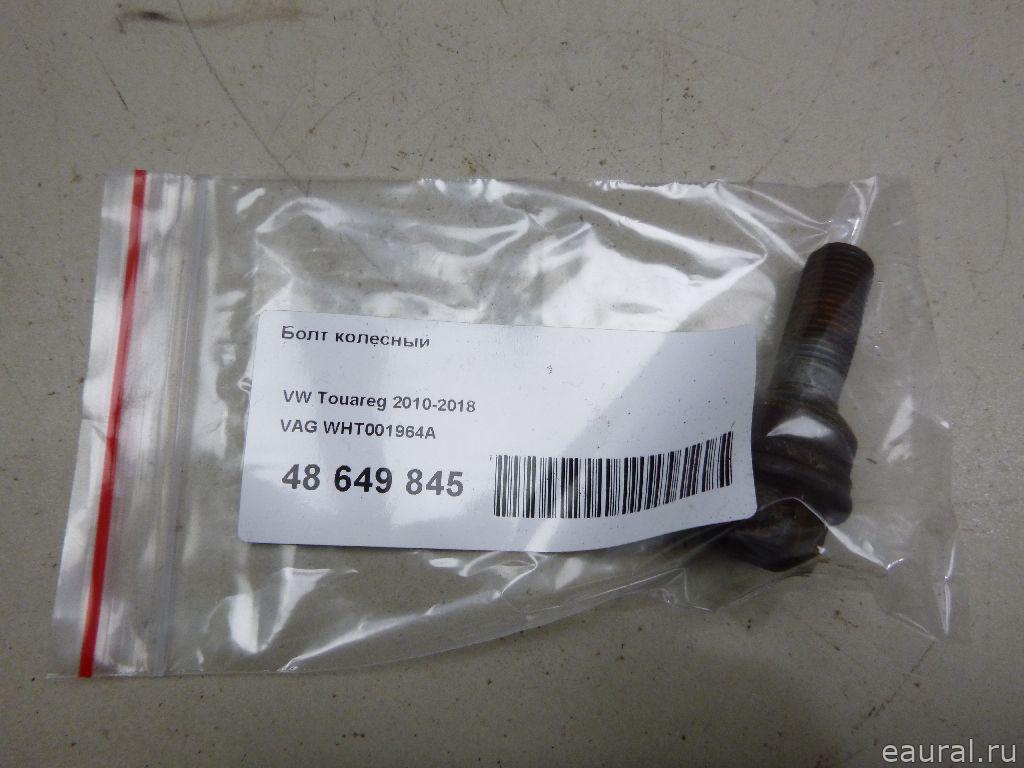 Болт колесный
VW Touareg 2010-2018
VAG WHT001964A
48 649 845
eaural.ru